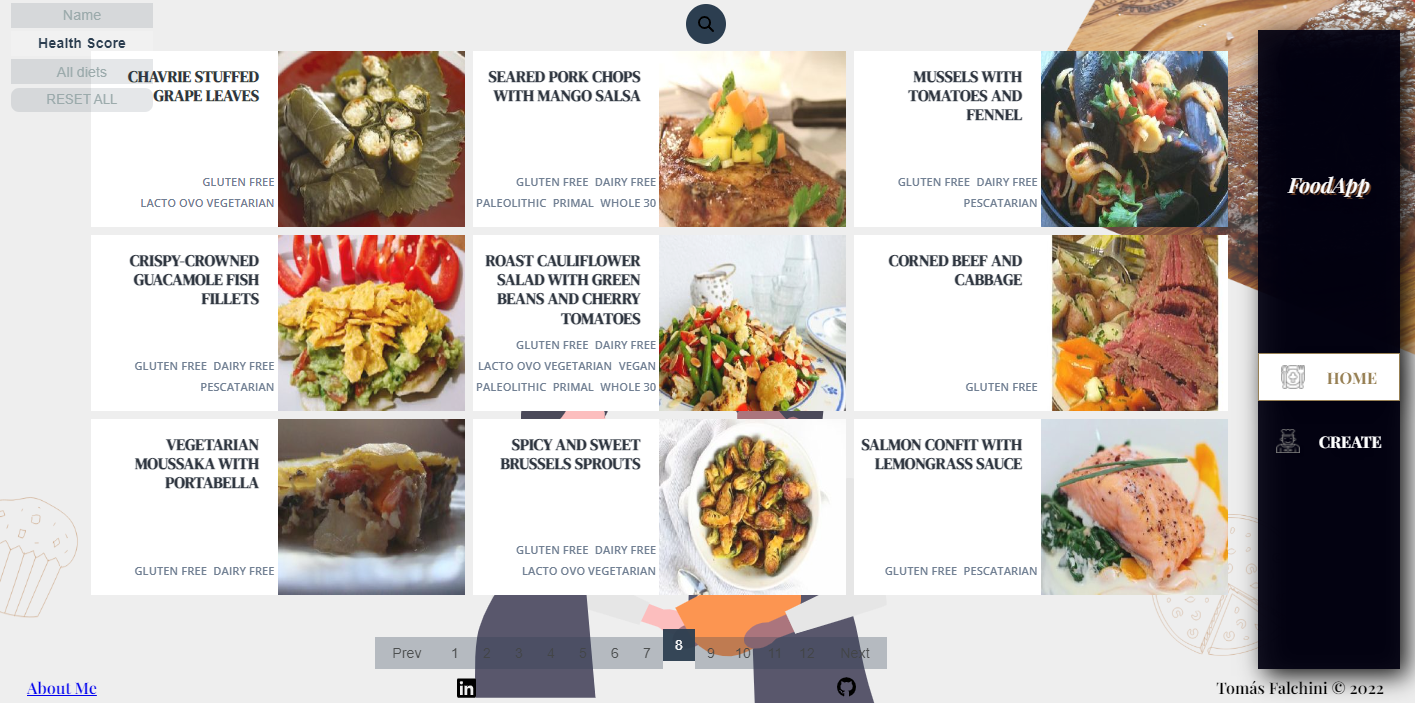 Name
Health Score
All diets
RESET ALL
CHAVRIE STUFFED
GRAPE LEAVES
GLUTEN FREE
LACTO OVO VEGETARIAN
SEARED PORK CHOPS
WITH MANGO SALSA
GLUTEN FREE DAIRY FREE
PALEOLITHIC PRIMAL WHOLE 30
MUSSELS WITH
TOMATOES AND
FENNEL
GLUTEN FREE DAIRY FREE
PESCATARIAN
CRISPY-CROWNED
GUACAMOLE FISH
FILLETS
GLUTEN FREE DAIRY FREE
PESCATARIAN
ROAST CAULIFLOWER
SALAD WITH GREEN
BEANS AND CHERRY
TOMATOES
GLUTEN FREE DAIRY FREE
LACTO OVO VEGETARIAN VEGAN
PALEOLITHIC PRIMAL WHOLE 30
CORNED BEEF AND
CABBAGE
GLUTEN FREE
VEGETARIAN
MOUSSAKA WITH
PORTABELLA
GLUTEN FREE DAIRY FREE
SPICY AND SWEET
BRUSSELS SPROUTS
GLUTEN FREE DAIRY FREE
LACTO OVO VEGETARIAN
SALMON CONFIT WITH
LEMONGRASS SAUCE
GLUTEN FREE PESCATARIAN
FoodApp
HOME
CREATE
Prev 1 2 3 4 5 6 7 8 9 10 11 12 Next
About Me
in
Tomás Falchini © 2022